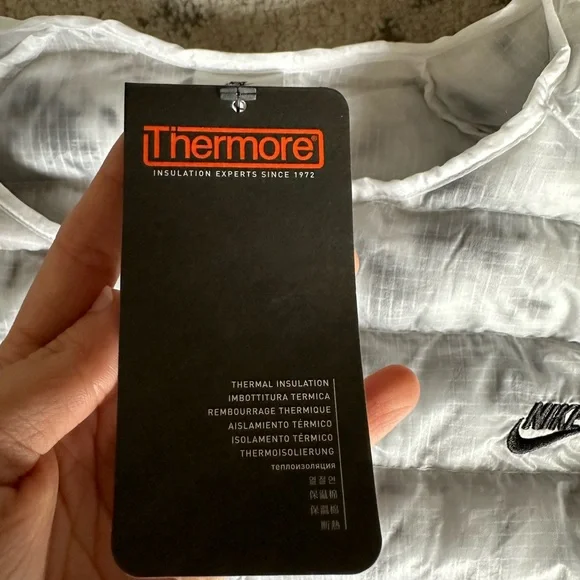 Thermore®
INSULATION EXPERTS SINCE 1972
THERMAL INSULATION
IMBOTTITURA TERMICA
REMBOURRAGE THERMIQUE
AISLAMIENTO TÉRMICO
ISOLAMENTO TÉRMICO
THERMOISOLIERUNG
ТЕПЛОИЗОЛЯЦИЯ
NIKE